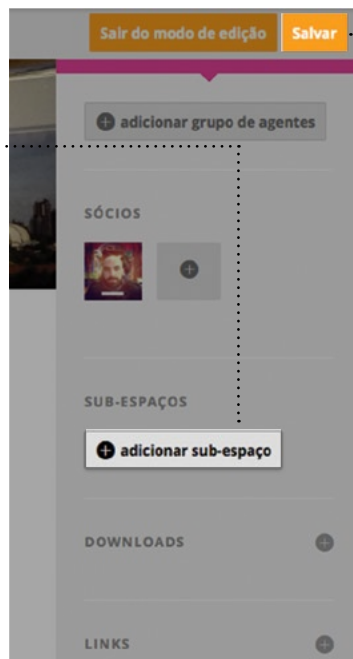 Sair do modo de edição Salvar
adicionar grupo de agentes
SÓCIOS
SUB-ESPAÇOS
adicionar sub-espaço
DOWNLOADS
LINKS